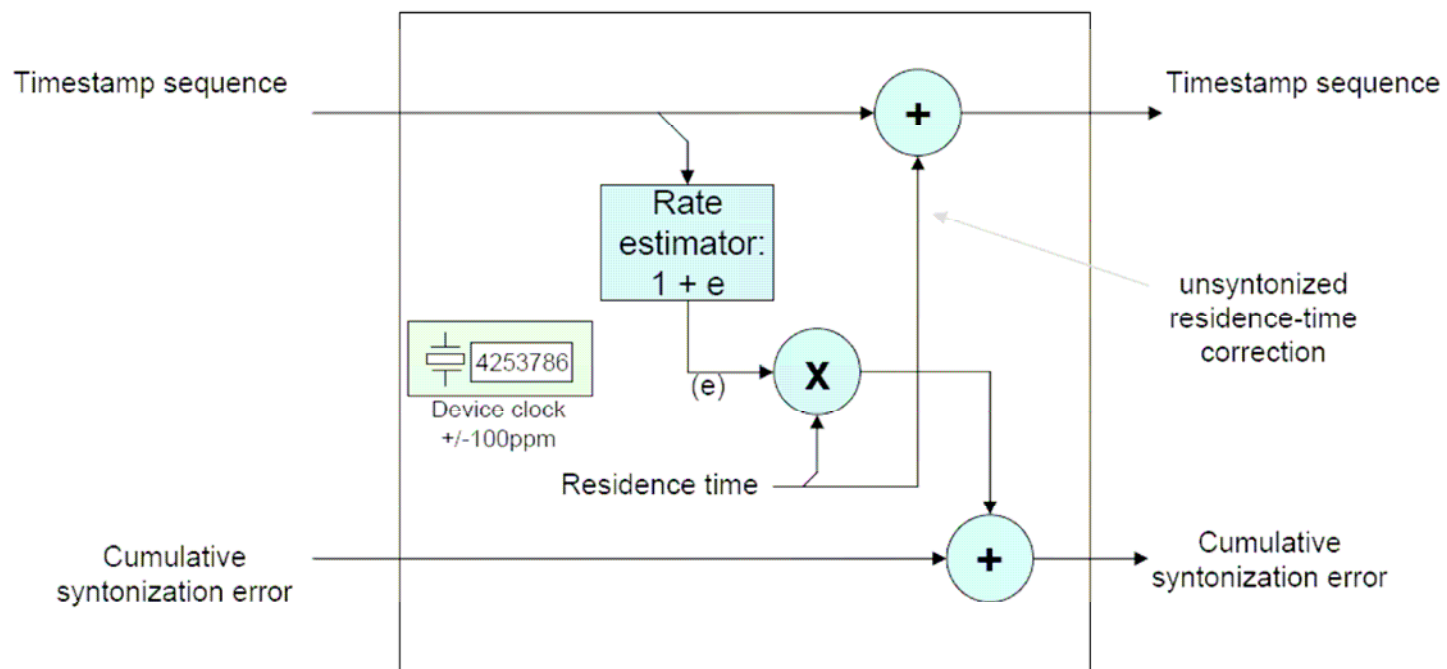 Timestamp sequence
Timestamp sequence
+
Rate
estimator:
1 + e
unsyntonized
residence-time
correction
4253786
Device clock
+/-100ppm
(e)
X
Residence time
Cumulative
syntonization error
+
Cumulative
syntonization error